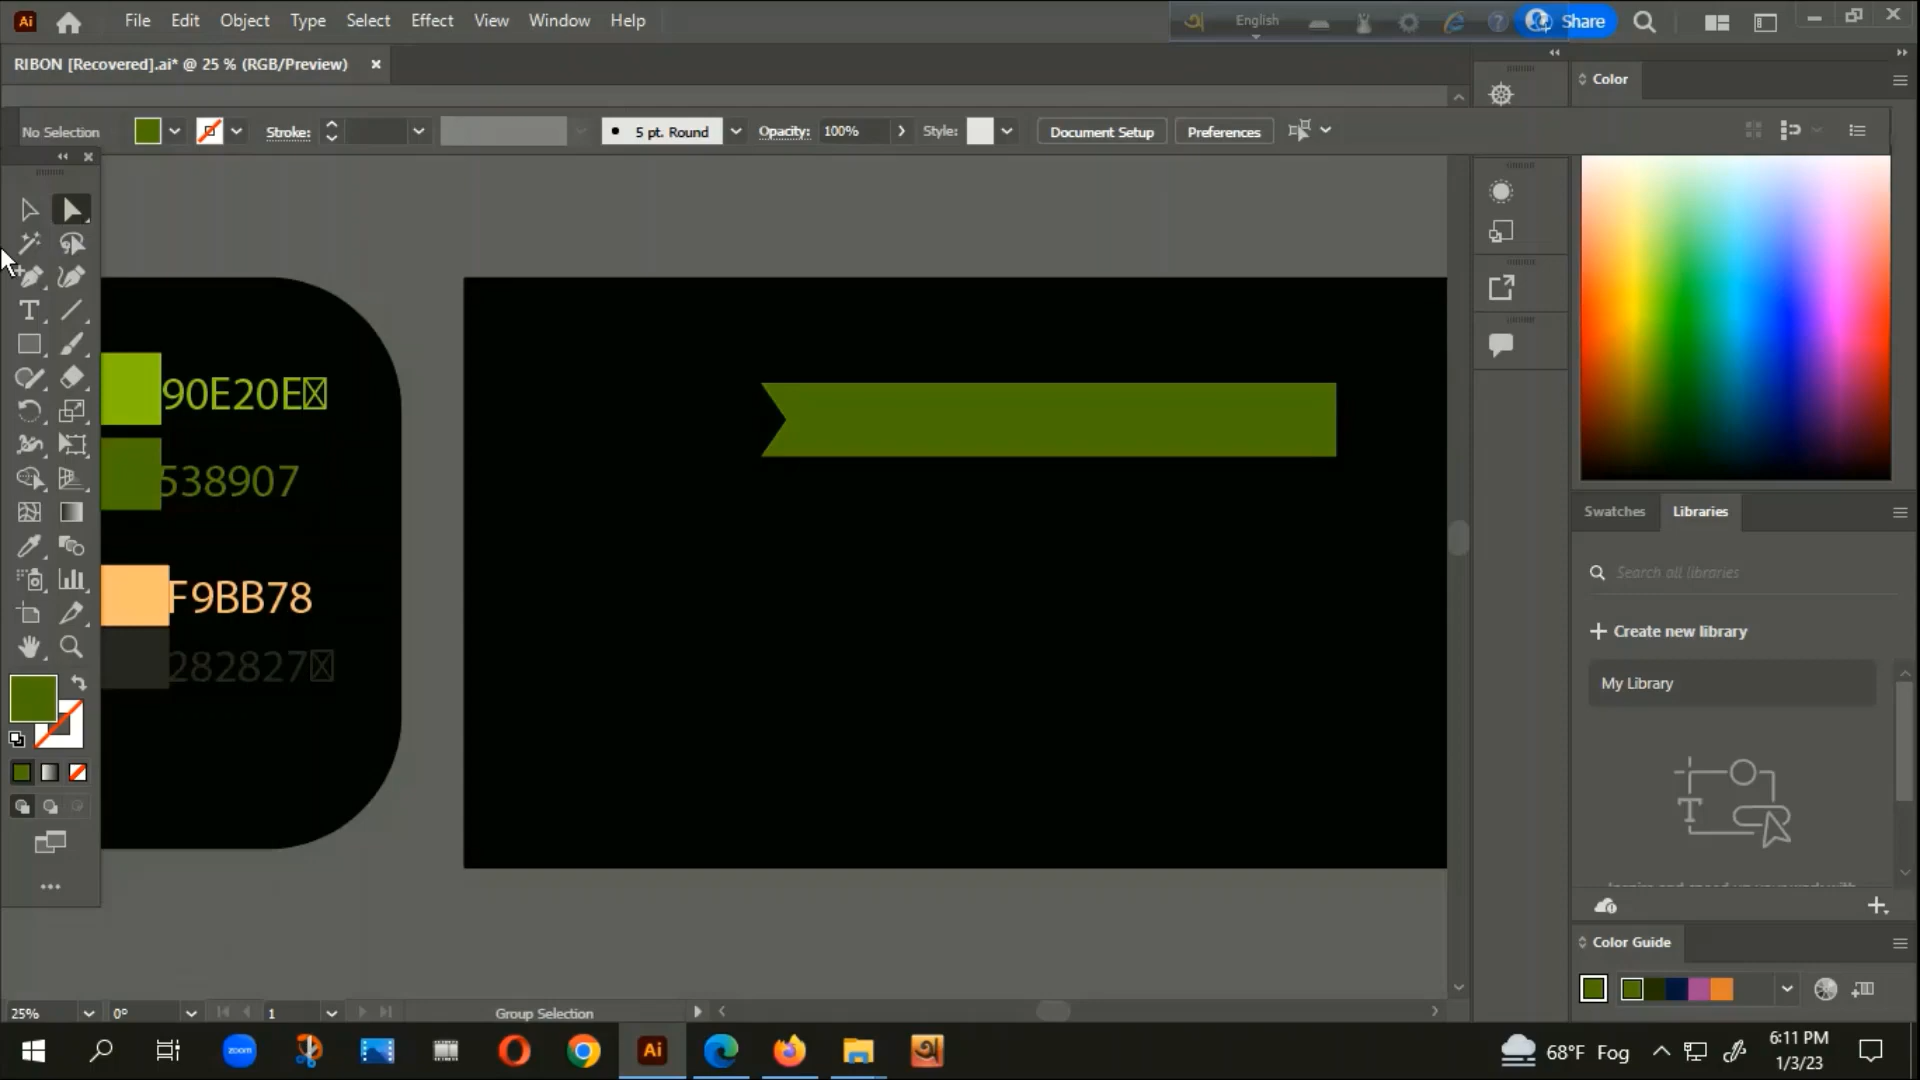 Ai File Edit Object Type Select Effect View Window Help English Share
RIBON [Recovered].ai* @ 25 % (RGB/Preview) × Color
No Selection Stroke: 5 pt. Round Opacity: 100% Style: Document Setup Preferences
90E20E
538907
F9BB78
282827
Swatches Libraries
Search all libraries
+ Create new library
My Library
Color Guide
25% 0° 1 Group Selection
zoom Ai 68°F Fog 6:11 PM
1/3/23